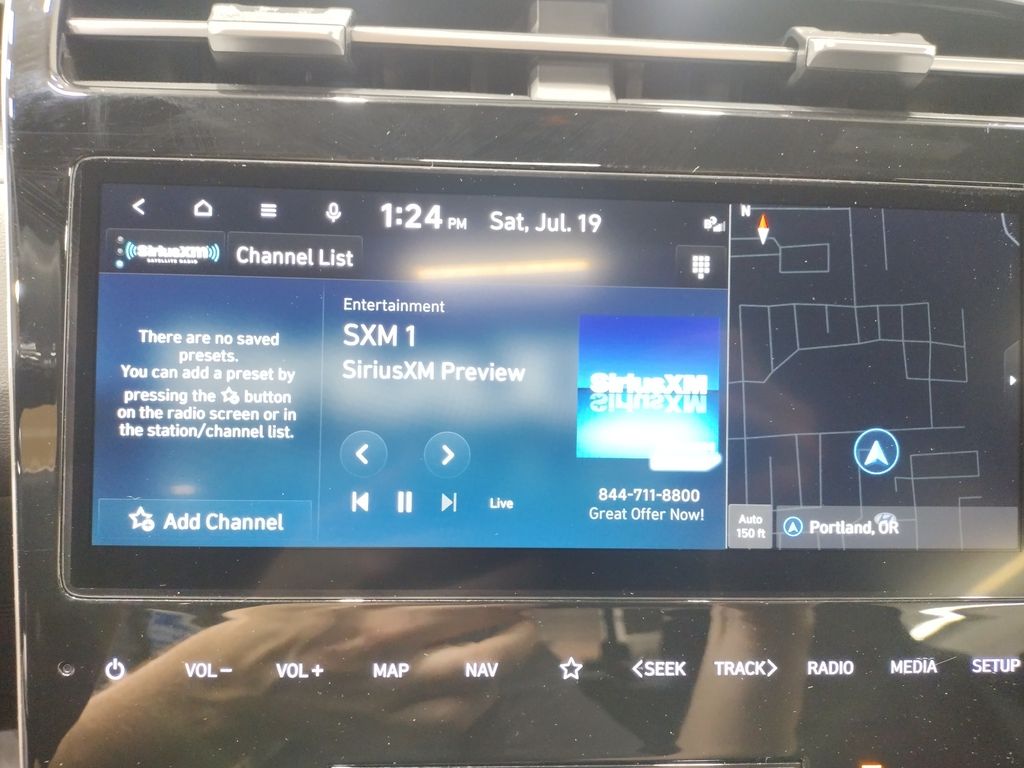 1:24 PM Sat, Jul. 19
N
SiriusXM
SATELLITE RADIO
Channel List
There are no saved
presets.
You can add a preset by
pressing the button
on the radio screen or in
the station/channel list.
Add Channel
Entertainment
SXM 1
SiriusXM Preview
Live
SiriusXM
844-711-8800
Great Offer Now!
Auto
150 ft
Portland, OR
VOL− VOL+ MAP NAV <SEEK TRACK> RADIO MEDIA SETUP